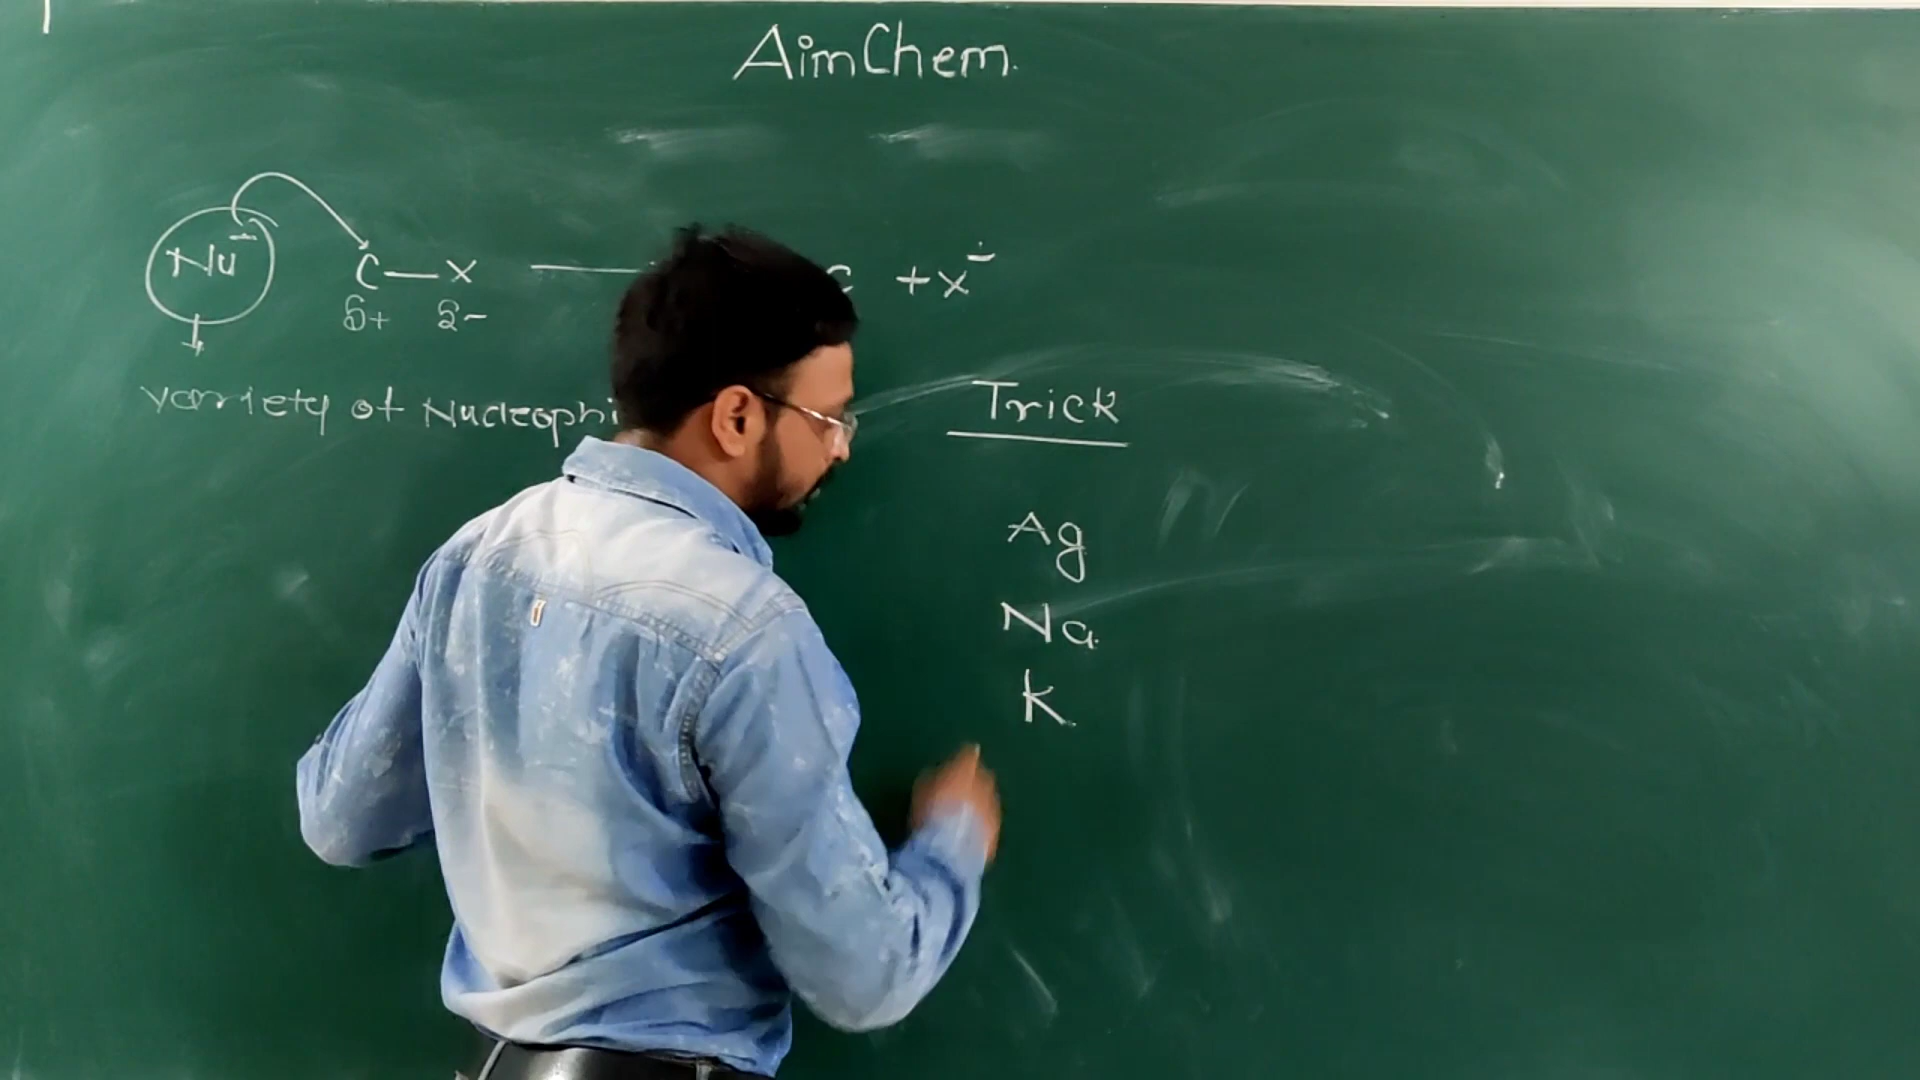 AimChem.
Nu⁻ C—X ——— C + x⁻
δ+ δ-
variety of Nucleophi
Trick
Ag
Na
K